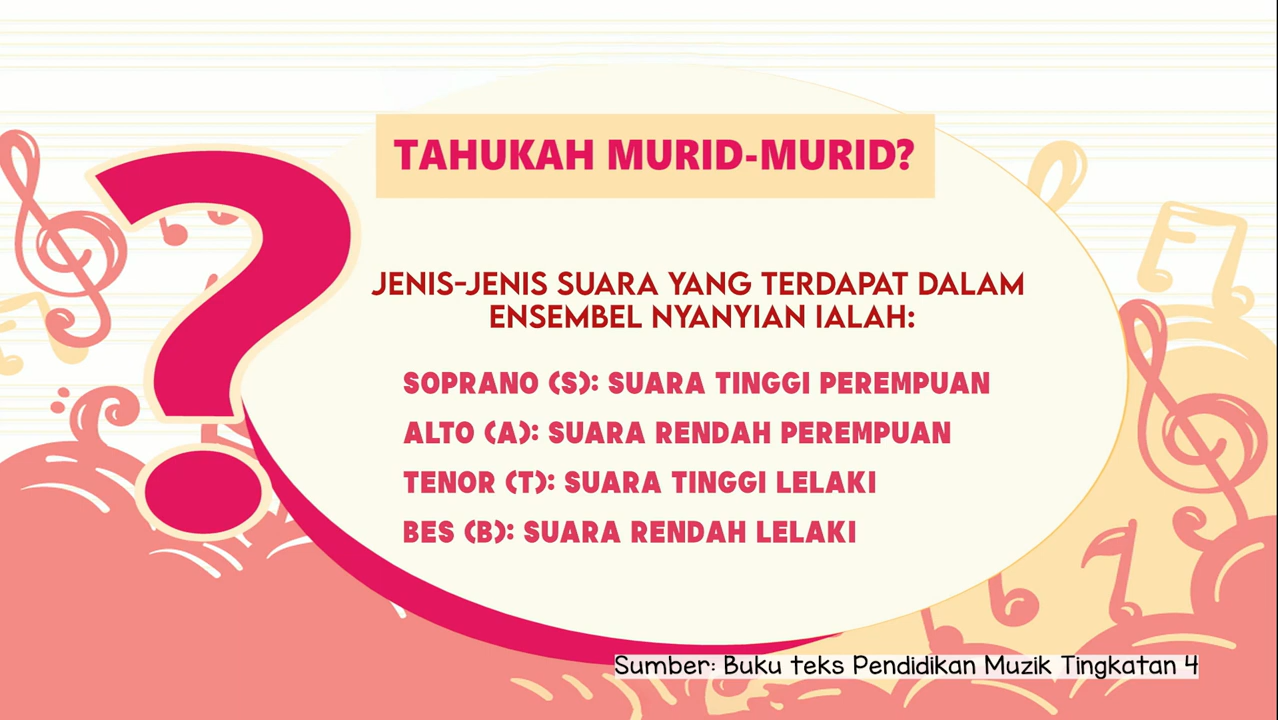 TAHUKAH MURID-MURID?
JENIS-JENIS SUARA YANG TERDAPAT DALAM
ENSEMBEL NYANYIAN IALAH:
SOPRANO (S): SUARA TINGGI PEREMPUAN
ALTO (A): SUARA RENDAH PEREMPUAN
TENOR (T): SUARA TINGGI LELAKI
BES (B): SUARA RENDAH LELAKI
Sumber: Buku teks Pendidikan Muzik Tingkatan 4